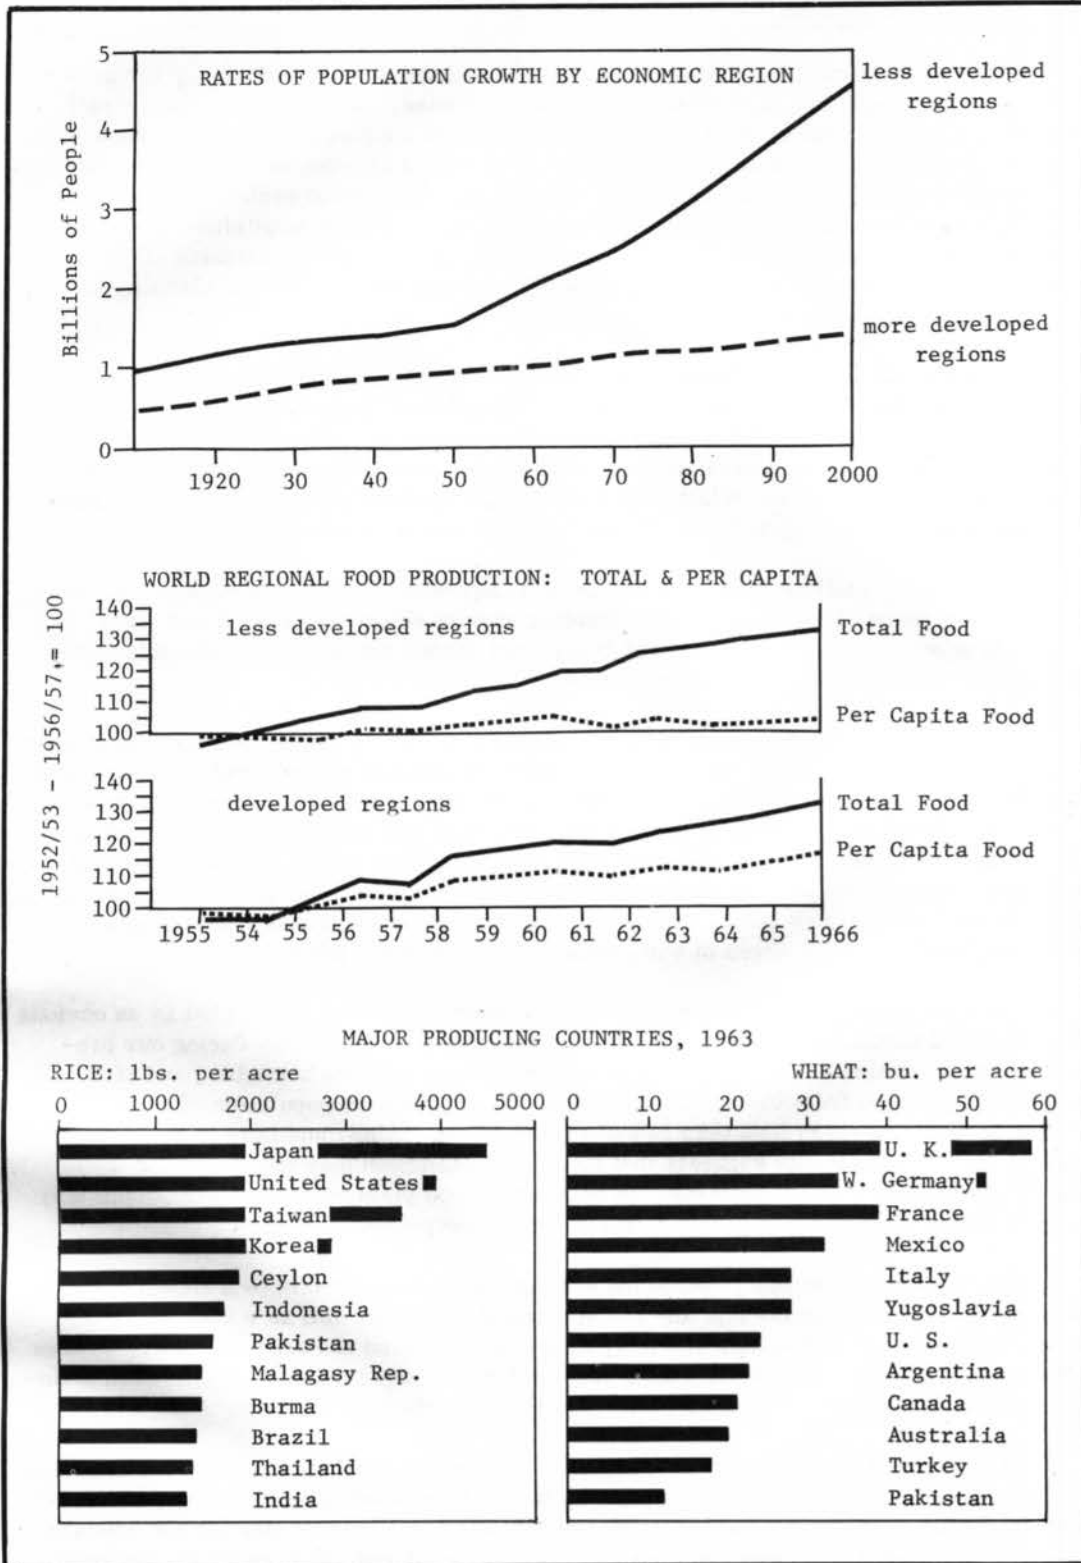 RATES OF POPULATION GROWTH BY ECONOMIC REGION
Billions of People
5
4
3
2
1
0
less developed
regions
more developed
regions
1920 30 40 50 60 70 80 90 2000
WORLD REGIONAL FOOD PRODUCTION: TOTAL & PER CAPITA
1952/53 - 1956/57,= 100
140
130
120
110
100
less developed regions
Total Food
Per Capita Food
140
130
120
110
100
developed regions
Total Food
Per Capita Food
1955 54 55 56 57 58 59 60 61 62 63 64 65 1966
MAJOR PRODUCING COUNTRIES, 1963
RICE: lbs. per acre
0 1000 2000 3000 4000 5000
Japan
United States
Taiwan
Korea
Ceylon
Indonesia
Pakistan
Malagasy Rep.
Burma
Brazil
Thailand
India
WHEAT: bu. per acre
0 10 20 30 40 50 60
U. K.
W. Germany
France
Mexico
Italy
Yugoslavia
U. S.
Argentina
Canada
Australia
Turkey
Pakistan